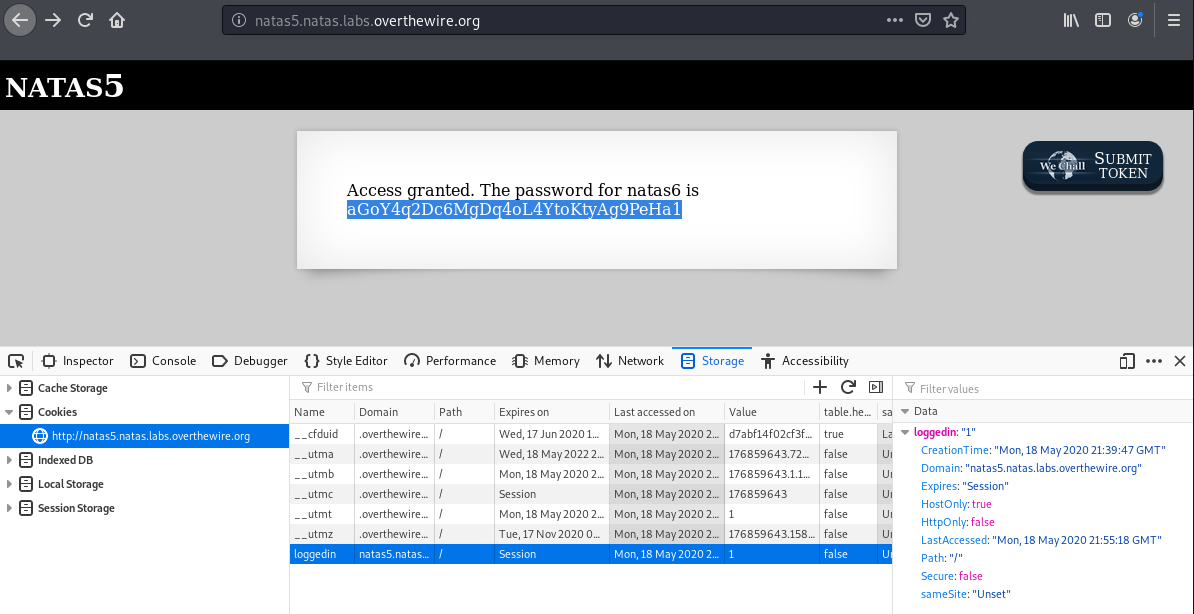 natas5.natas.labs.overthewire.org
NATAS5
Access granted. The password for natas6 is
aGoY4q2Dc6MgDq4oL4YtoKtyAg9PeHa1
We Chall SUBMIT
TOKEN
Inspector Console Debugger Style Editor Performance Memory Network Storage Accessibility
Cache Storage
Cookies
http://natas5.natas.labs.overthewire.org
Indexed DB
Local Storage
Session Storage
Filter items
Name Domain Path Expires on Last accessed on Value table.he... sa
__cfduid .overthewire... / Wed, 17 Jun 2020 1... Mon, 18 May 2020 2... d7abf14f02cf3f... true La
__utma .overthewire... / Wed, 18 May 2022 2... Mon, 18 May 2020 2... 176859643.72... false Un
__utmb .overthewire... / Mon, 18 May 2020 2... Mon, 18 May 2020 2... 176859643.1.1... false Un
__utmc .overthewire... / Session Mon, 18 May 2020 2... 176859643 false Un
__utmt .overthewire... / Mon, 18 May 2020 2... Mon, 18 May 2020 2... 1 false Un
__utmz .overthewire... / Tue, 17 Nov 2020 0... Mon, 18 May 2020 2... 176859643.158... false Un
loggedin natas5.natas... / Session Mon, 18 May 2020 2... 1 false Un
Filter values
Data
loggedin: "1"
CreationTime: "Mon, 18 May 2020 21:39:47 GMT"
Domain: "natas5.natas.labs.overthewire.org"
Expires: "Session"
HostOnly: true
HttpOnly: false
LastAccessed: "Mon, 18 May 2020 21:55:18 GMT"
Path: "/"
Secure: false
sameSite: "Unset"